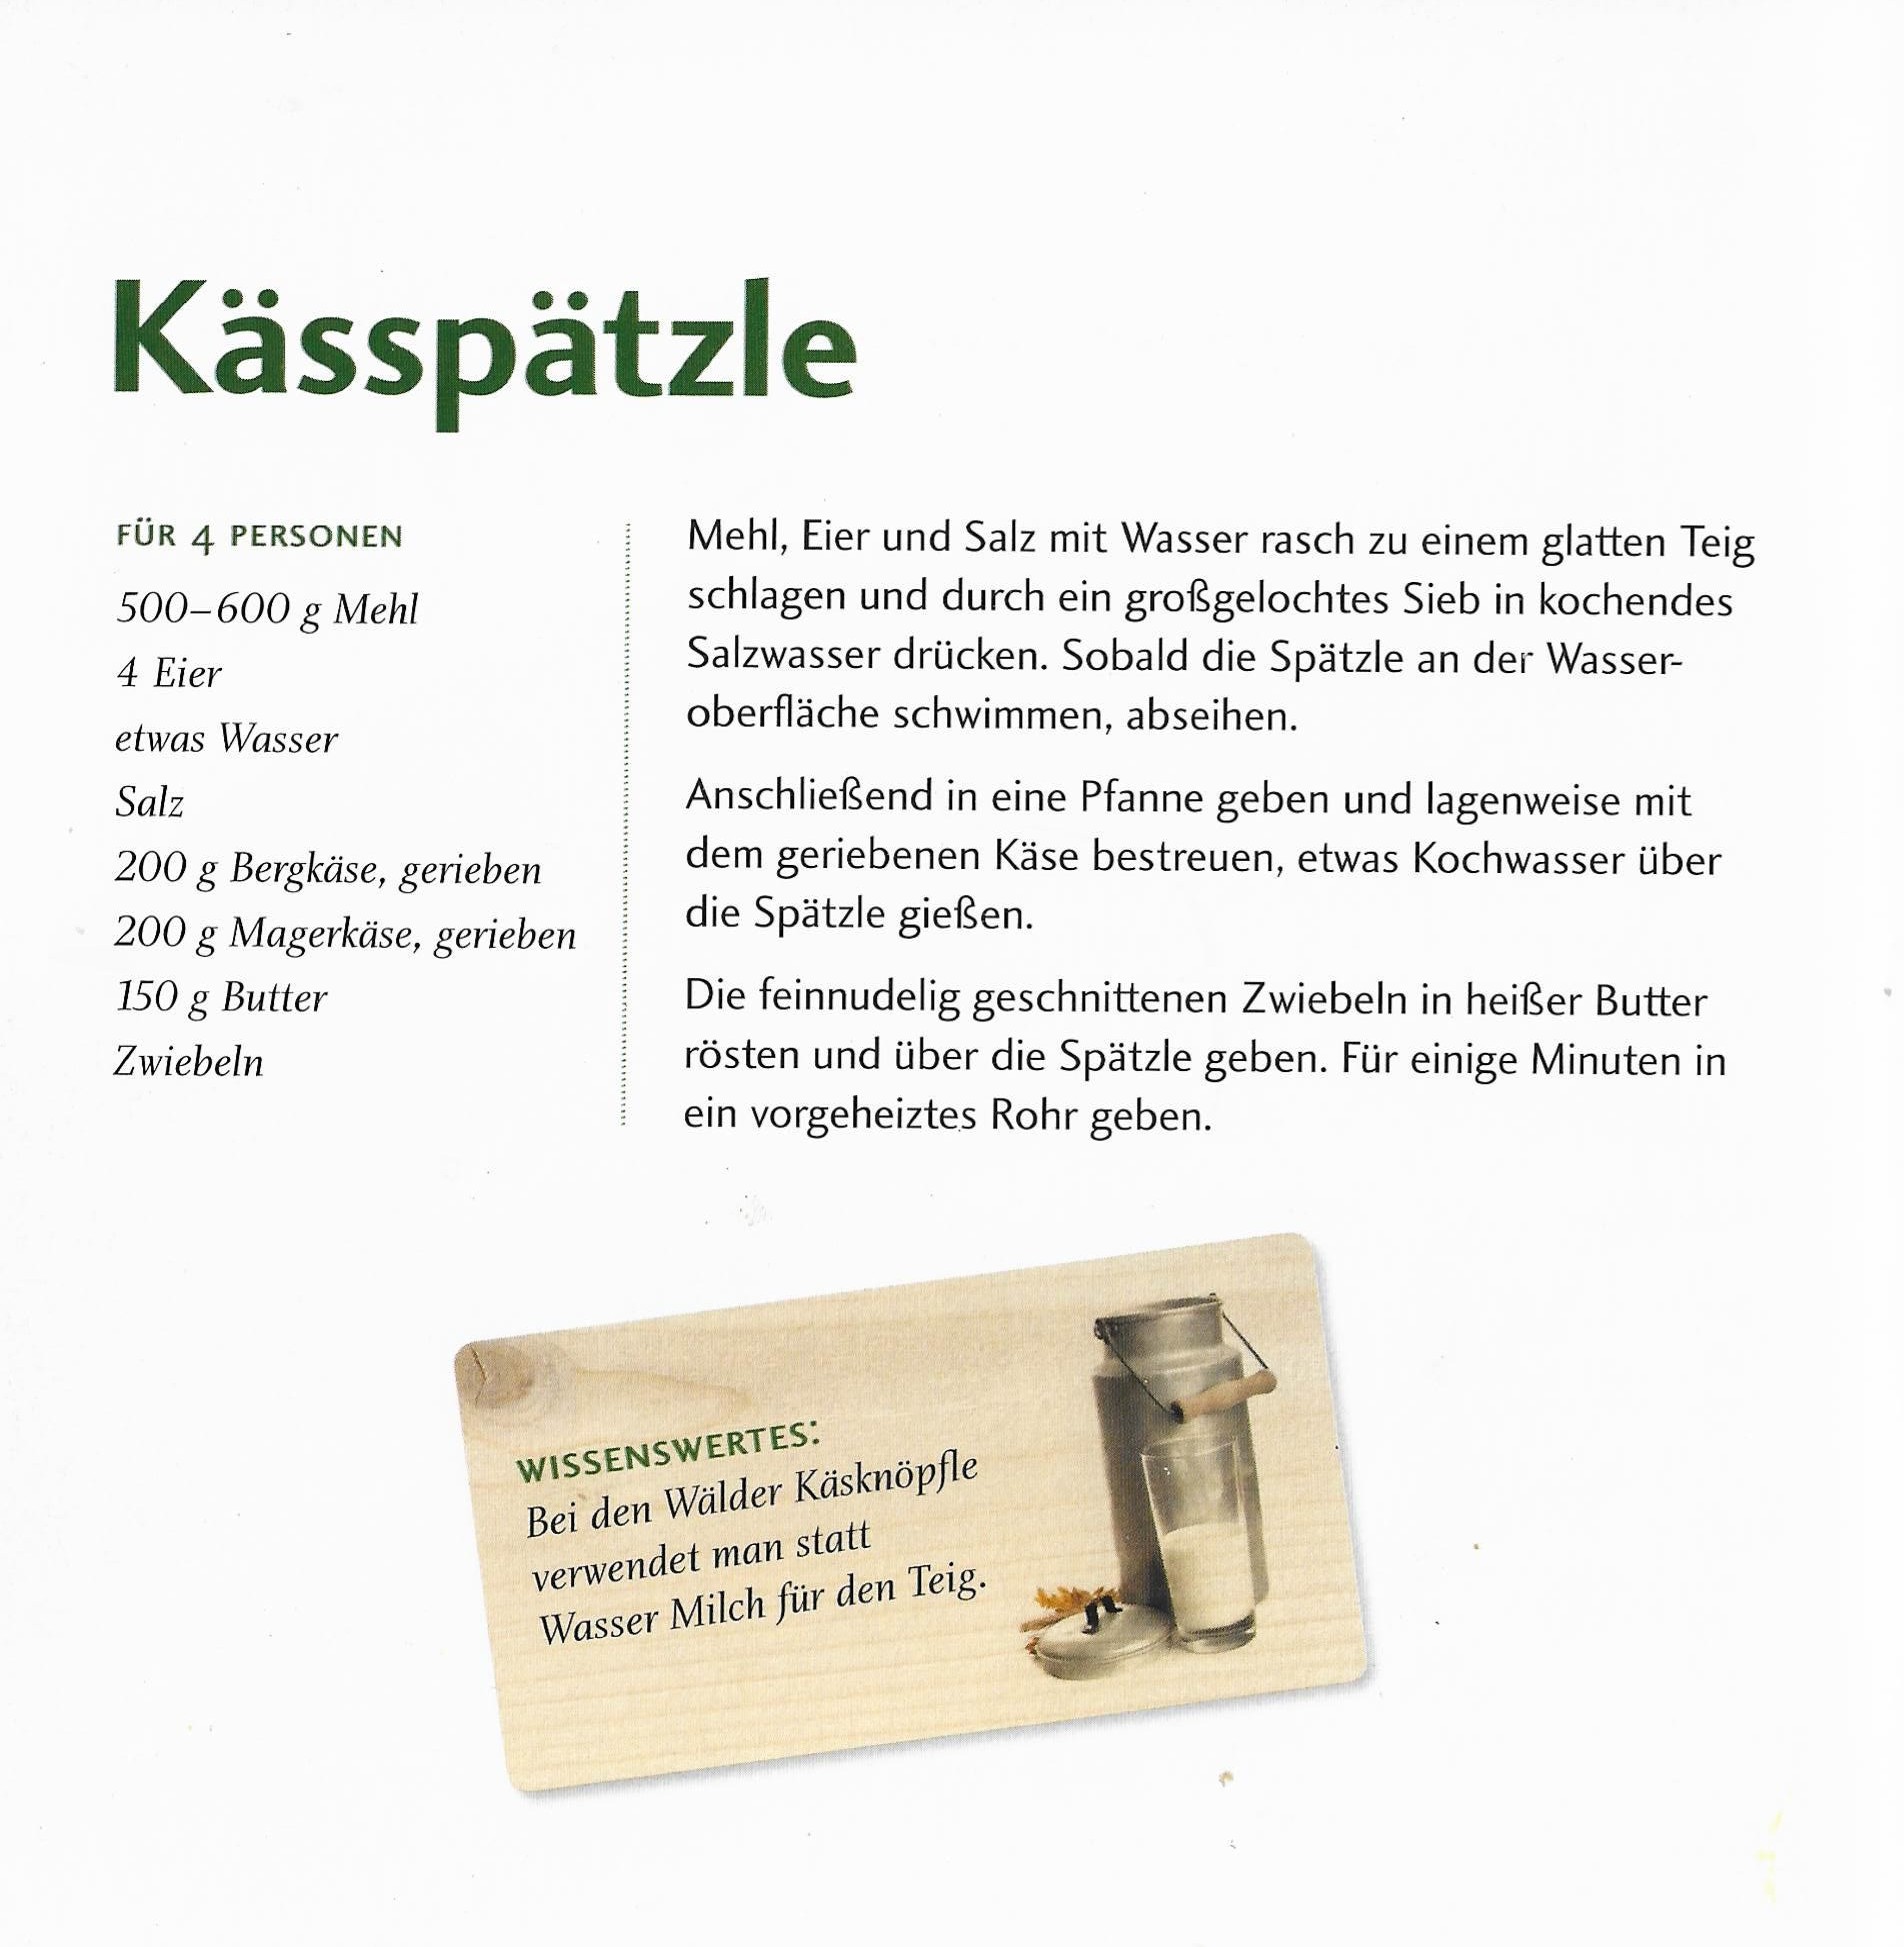 Kässpätzle
FÜR 4 PERSONEN
500–600 g Mehl
4 Eier
etwas Wasser
Salz
200 g Bergkäse, gerieben
200 g Magerkäse, gerieben
150 g Butter
Zwiebeln
Mehl, Eier und Salz mit Wasser rasch zu einem glatten Teig
schlagen und durch ein großgelochtes Sieb in kochendes
Salzwasser drücken. Sobald die Spätzle an der Wasser-
oberfläche schwimmen, abseihen.
Anschließend in eine Pfanne geben und lagenweise mit
dem geriebenen Käse bestreuen, etwas Kochwasser über
die Spätzle gießen.
Die feinnudelig geschnittenen Zwiebeln in heißer Butter
rösten und über die Spätzle geben. Für einige Minuten in
ein vorgeheiztes Rohr geben.
WISSENSWERTES:
Bei den Wälder Käsknöpfle
verwendet man statt
Wasser Milch für den Teig.